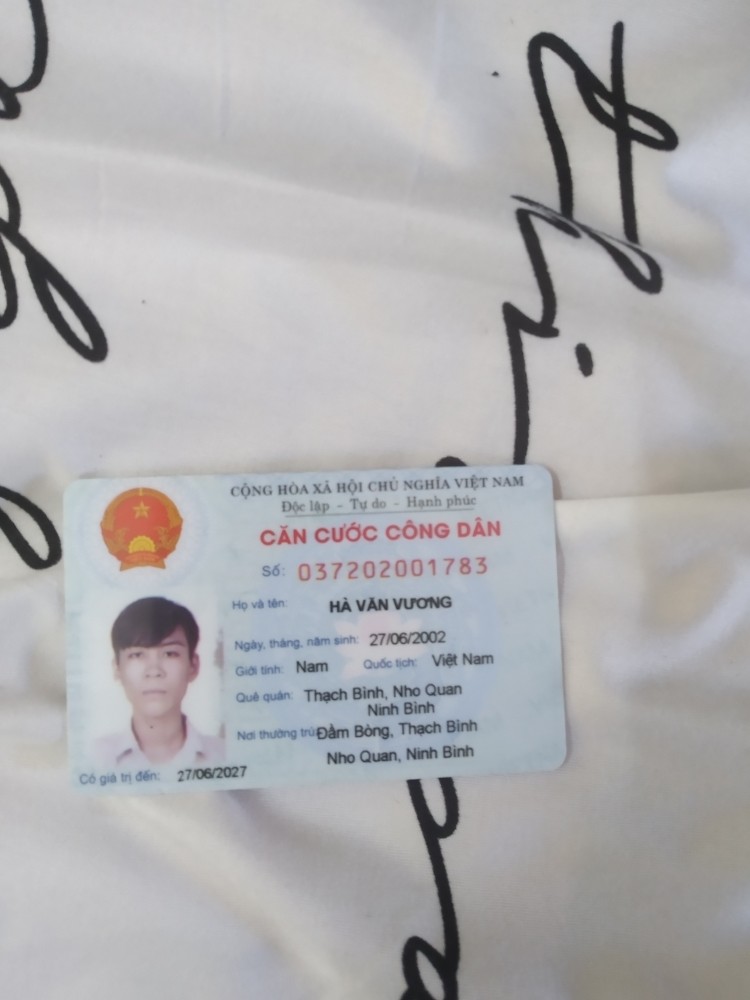 CỘNG HÒA XÃ HỘI CHỦ NGHĨA VIỆT NAM
Độc lập - Tự do - Hạnh phúc
CĂN CƯỚC CÔNG DÂN
Số: 037202001783
Họ và tên: HÀ VĂN VƯƠNG
Ngày, tháng, năm sinh: 27/06/2002
Giới tính: Nam Quốc tịch: Việt Nam
Quê quán: Thạch Bình, Nho Quan
Ninh Bình
Nơi thường trú: Đầm Bòng, Thạch Bình
Nho Quan, Ninh Bình
Có giá trị đến: 27/06/2027